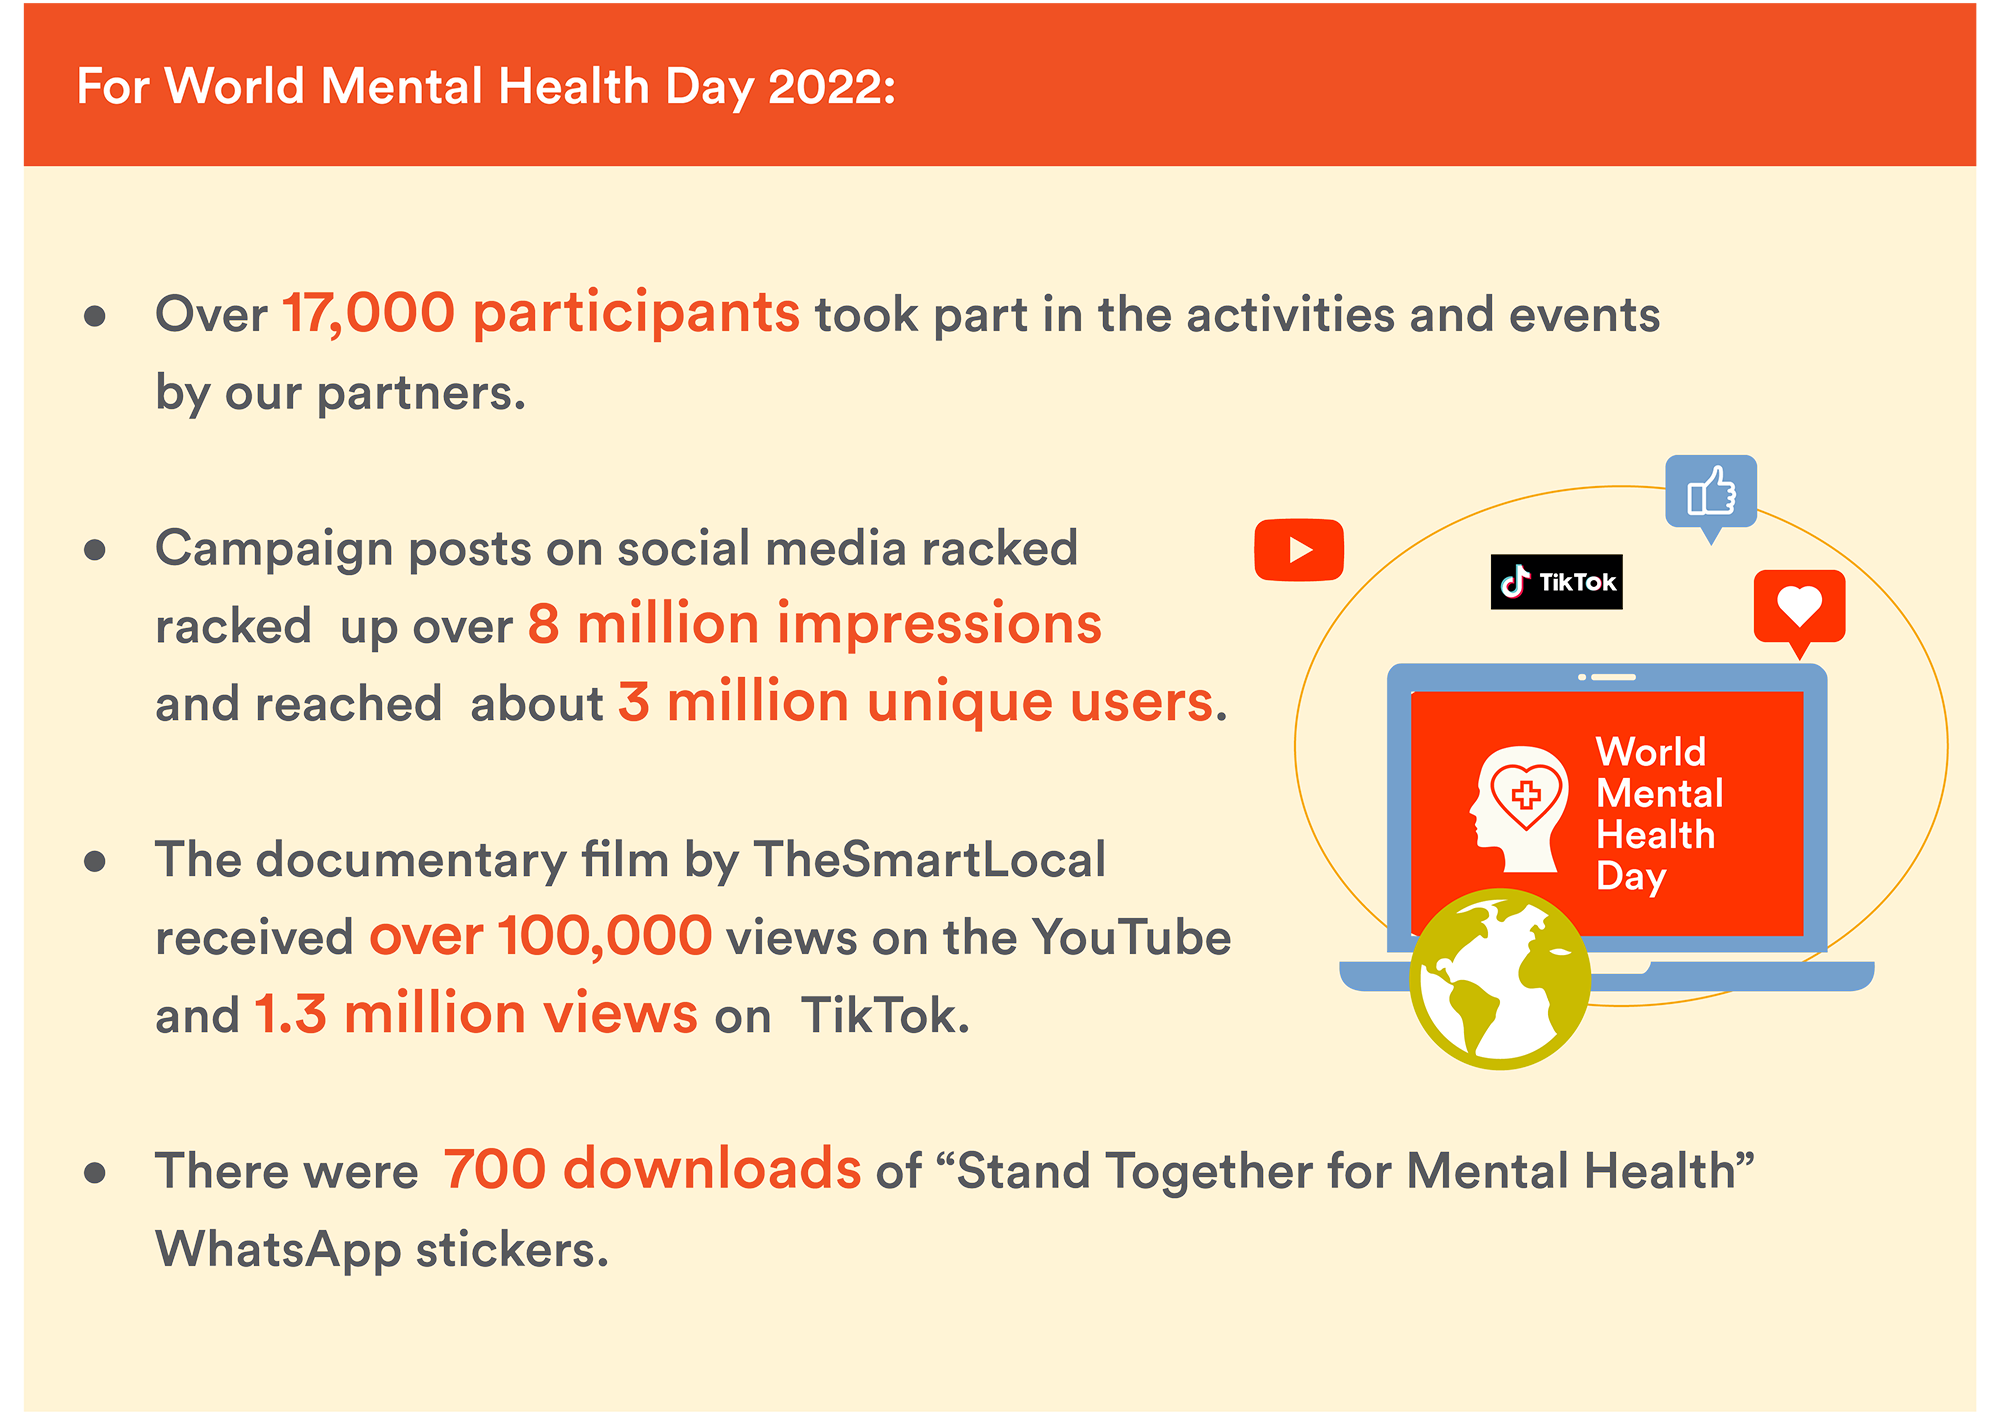 For World Mental Health Day 2022:
● Over 17,000 participants took part in the activities and events
by our partners.
● Campaign posts on social media racked
racked up over 8 million impressions
and reached about 3 million unique users.
● The documentary film by TheSmartLocal
received over 100,000 views on the YouTube
and 1.3 million views on TikTok.
● There were 700 downloads of “Stand Together for Mental Health”
WhatsApp stickers.
TikTok
World
Mental
Health
Day